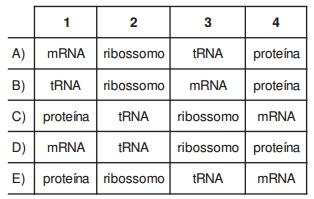 1 2 3 4
A) mRNA ribossomo tRNA proteína
B) tRNA ribossomo mRNA proteína
C) proteína tRNA ribossomo mRNA
D) mRNA tRNA ribossomo proteína
E) proteína ribossomo tRNA mRNA